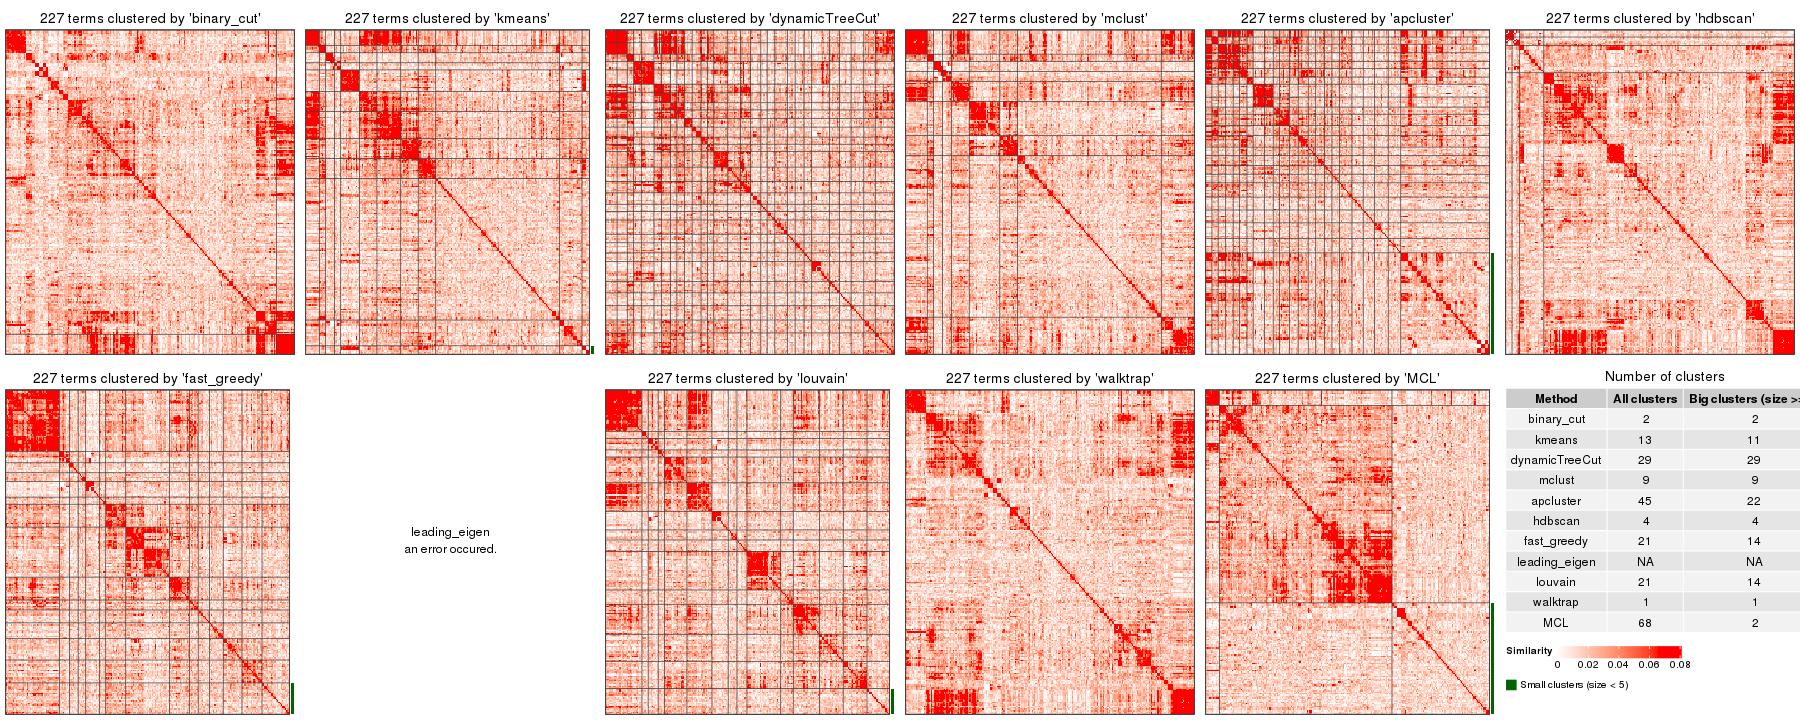 227 terms clustered by 'binary_cut'
227 terms clustered by 'kmeans'
227 terms clustered by 'dynamicTreeCut'
227 terms clustered by 'mclust'
227 terms clustered by 'apcluster'
227 terms clustered by 'hdbscan'
227 terms clustered by 'fast_greedy'
leading_eigen
an error occured.
227 terms clustered by 'louvain'
227 terms clustered by 'walktrap'
227 terms clustered by 'MCL'
Number of clusters
Method All clusters Big clusters (size >
binary_cut 2 2
kmeans 13 11
dynamicTreeCut 29 29
mclust 9 9
apcluster 45 22
hdbscan 4 4
fast_greedy 21 14
leading_eigen NA NA
louvain 21 14
walktrap 1 1
MCL 68 2
Similarity
0 0.02 0.04 0.06 0.08
Small clusters (size < 5)